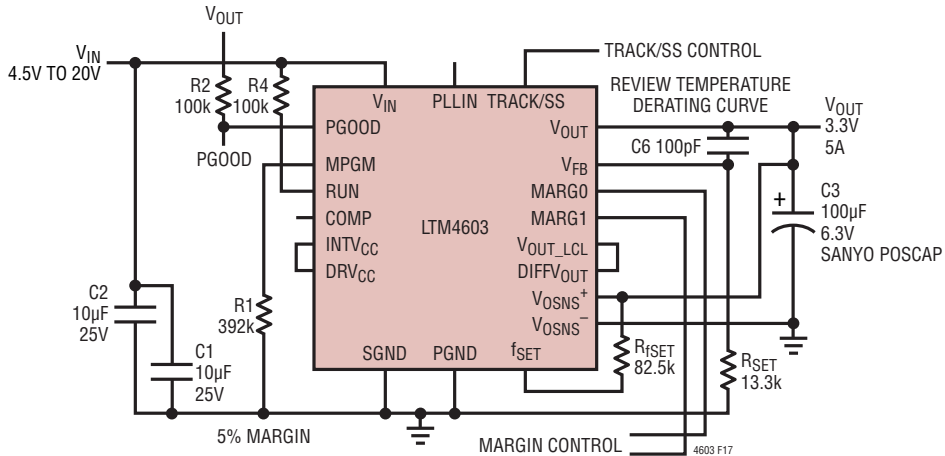 VOUT
VIN
4.5V TO 20V
R2
100k
R4
100k
PGOOD
TRACK/SS CONTROL
REVIEW TEMPERATURE
DERATING CURVE
VIN
PLLIN
TRACK/SS
PGOOD
MPGM
RUN
COMP
INTVCC
DRVCC
LTM4603
SGND
PGND
fSET
VOUT
VFB
MARG0
MARG1
VOUT_LCL
DIFFVOUT
VOSNS+
VOSNS–
C6 100pF
VOUT
3.3V
5A
+
C3
100µF
6.3V
SANYO POSCAP
C2
10µF
25V
C1
10µF
25V
R1
392k
RfSET
82.5k
RSET
13.3k
5% MARGIN
MARGIN CONTROL
4603 F17